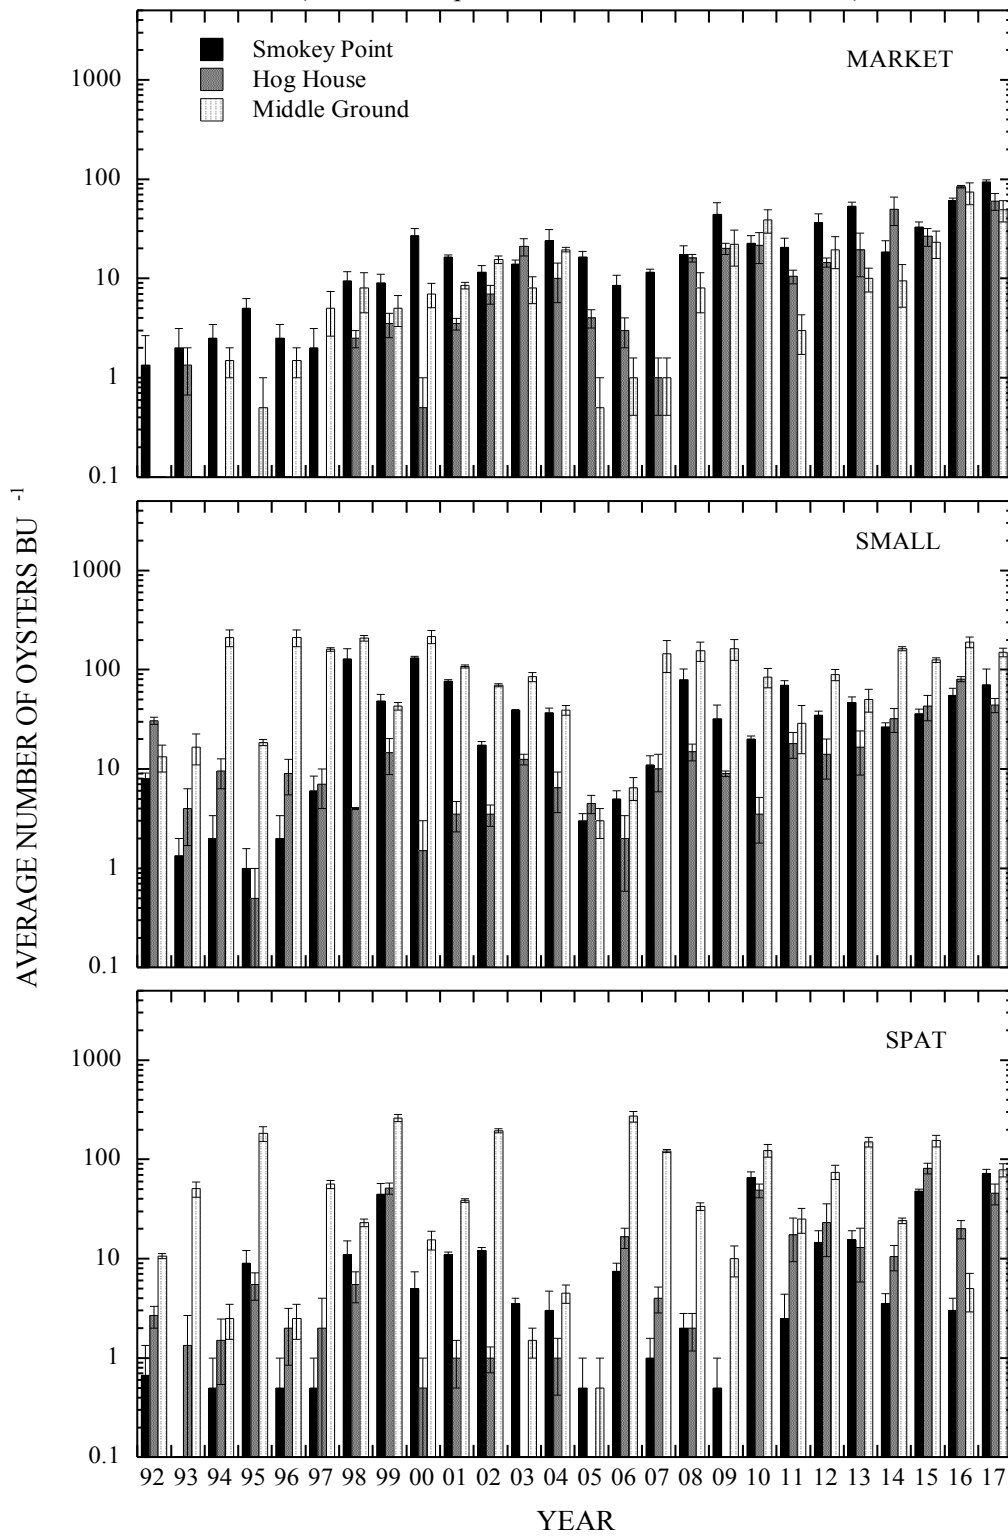 Smokey Point
Hog House
Middle Ground
MARKET
1000
100
10
1
0.1
SMALL
1000
100
10
1
0.1
SPAT
1000
100
10
1
0.1
AVERAGE NUMBER OF OYSTERS BU -1
92 93 94 95 96 97 98 99 00 01 02 03 04 05 06 07 08 09 10 11 12 13 14 15 16 17
YEAR